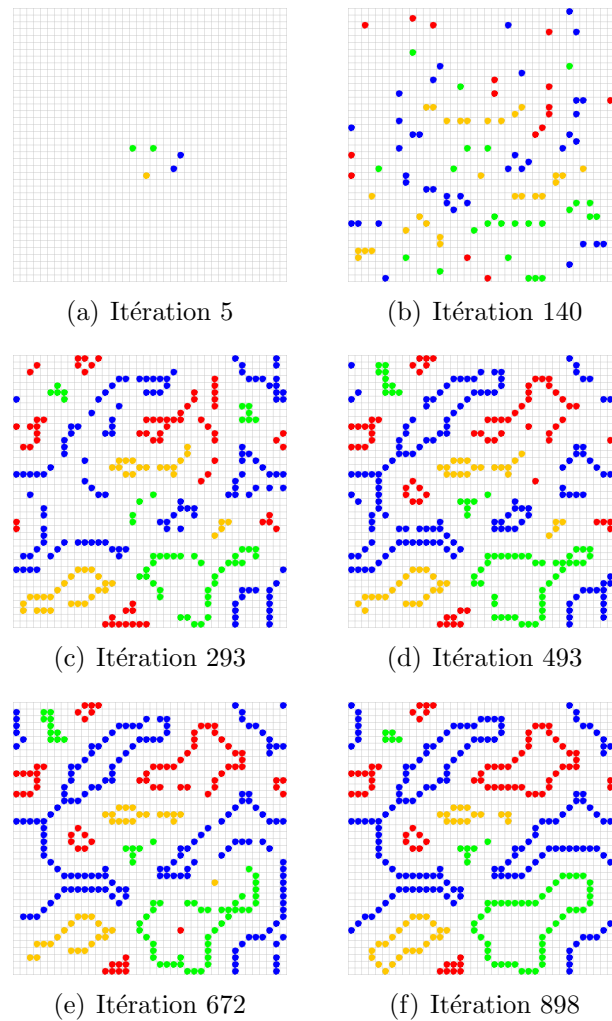 (a) Itération 5
(b) Itération 140
(c) Itération 293
(d) Itération 493
(e) Itération 672
(f) Itération 898